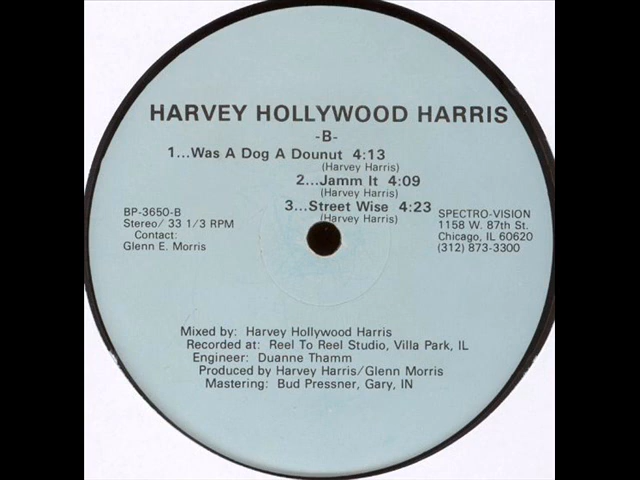 HARVEY HOLLYWOOD HARRIS
-B-
1...Was A Dog A Dounut 4:13
(Harvey Harris)
2...Jamm It 4:09
(Harvey Harris)
3...Street Wise 4:23
(Harvey Harris)
BP-3650-B
Stereo/ 33 1/3 RPM
Contact:
Glenn E. Morris
SPECTRO-VISION
1158 W. 87th St.
Chicago, IL 60620
(312) 873-3300
Mixed by: Harvey Hollywood Harris
Recorded at: Reel To Reel Studio, Villa Park, IL
Engineer: Duanne Thamm
Produced by Harvey Harris/Glenn Morris
Mastering: Bud Pressner, Gary, IN